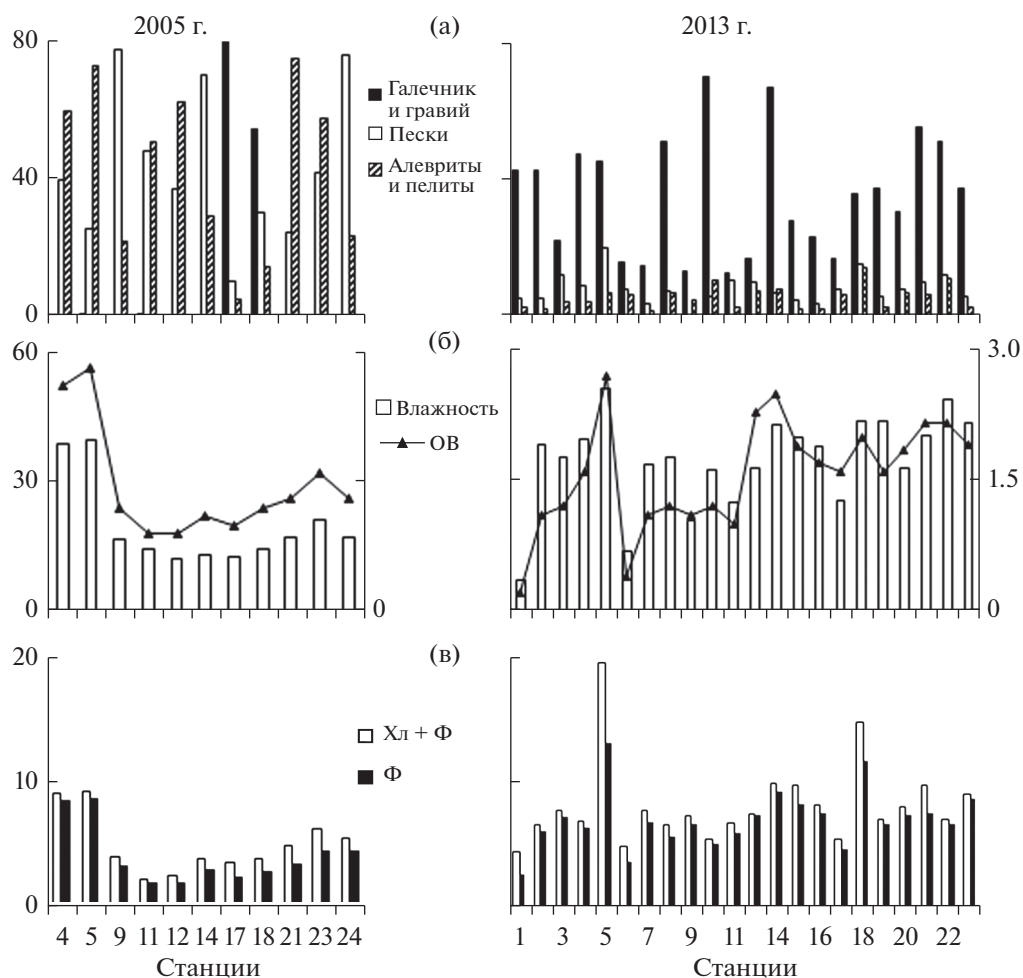 2005 г.
(а)
2013 г.
80
40
0
Галечник
и гравий
Пески
Алевриты
и пелиты
(б)
60
30
0
0
Влажность
ОВ
3.0
1.5
0
(в)
20
10
0
Хл + Ф
Ф
4 5 9 11 12 14 17 18 21 23 24
Станции
1 3 5 7 9 11 14 16 18 20 22
Станции